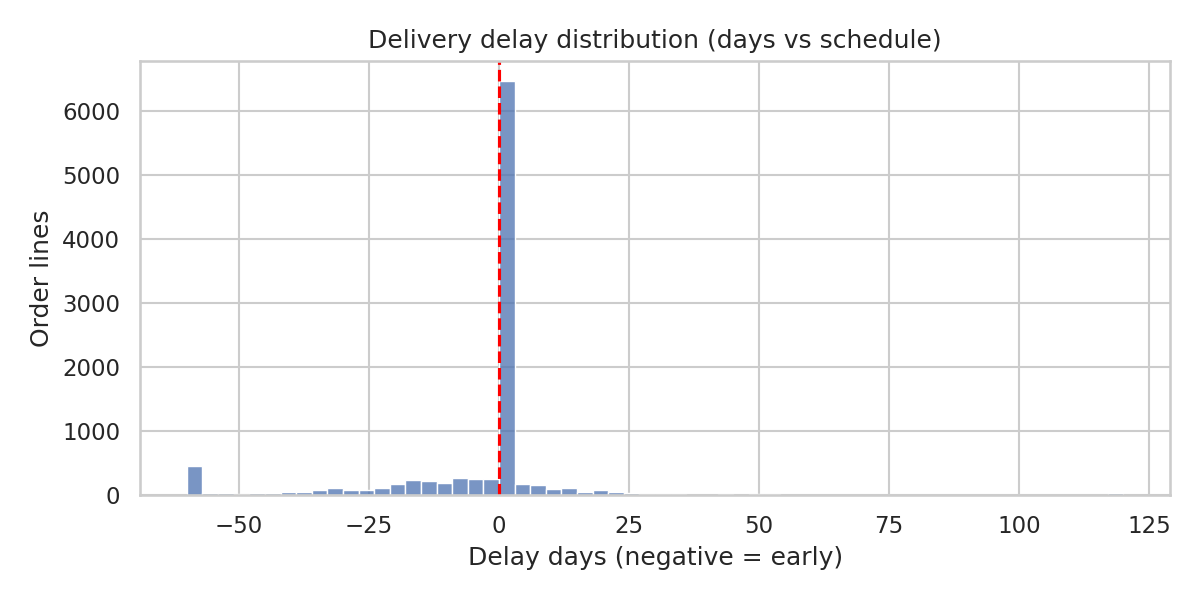 Delivery delay distribution (days vs schedule)
Order lines
6000
5000
4000
3000
2000
1000
0
−50 −25 0 25 50 75 100 125
Delay days (negative = early)